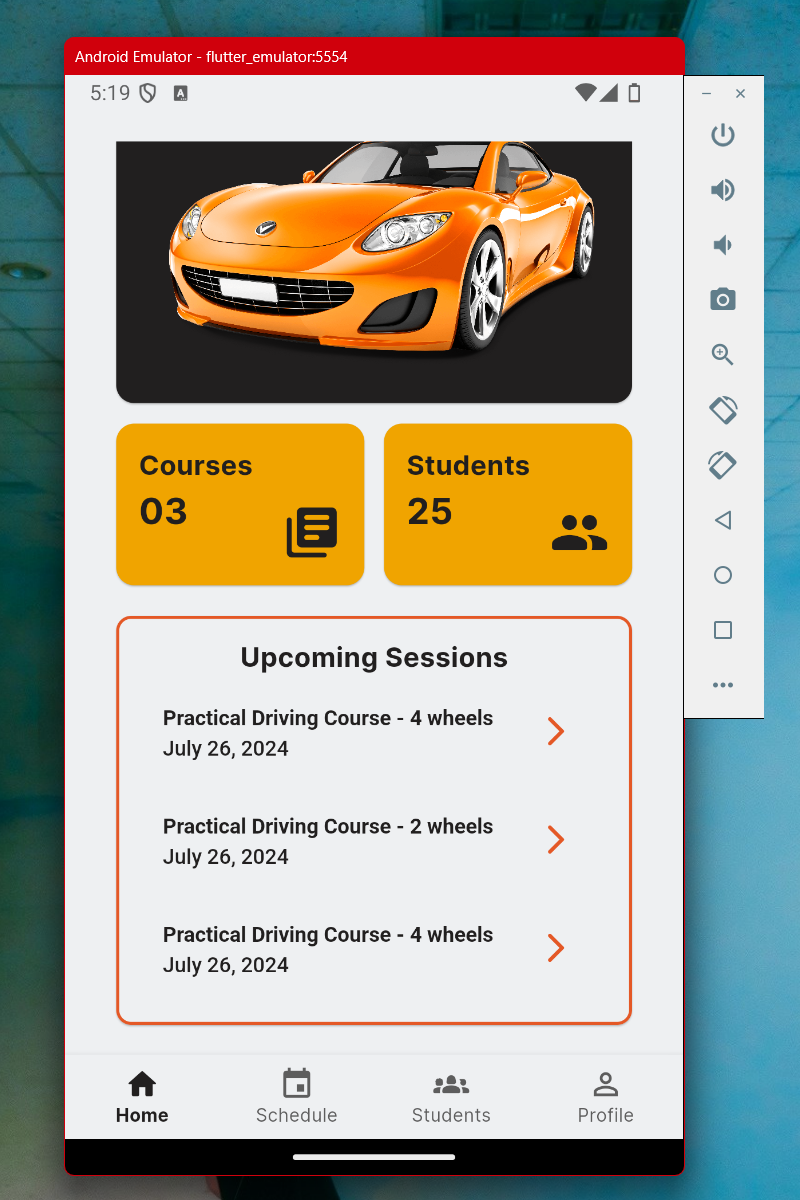 Android Emulator - flutter_emulator:5554
5:19
A
Courses
03
Students
25
Upcoming Sessions
Practical Driving Course - 4 wheels
July 26, 2024
Practical Driving Course - 2 wheels
July 26, 2024
Practical Driving Course - 4 wheels
July 26, 2024
Home
Schedule
Students
Profile